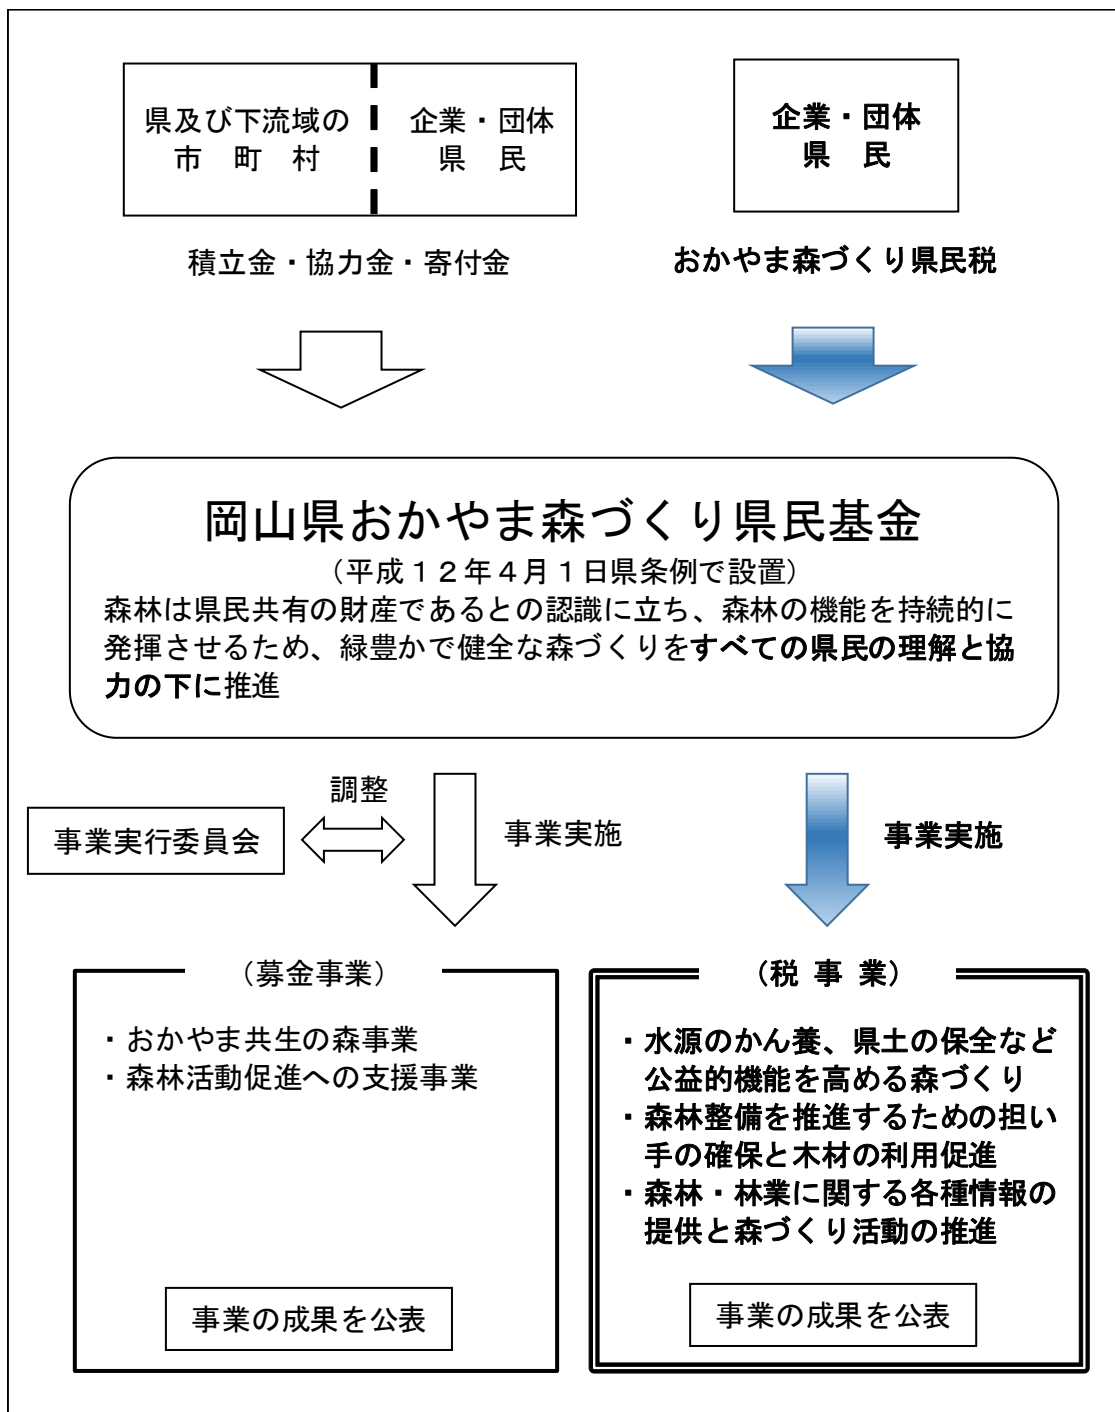 県及び下流域の
市　町　村
企業・団体
県　民
積立金・協力金・寄付金
企業・団体
県　民
おかやま森づくり県民税
岡山県おかやま森づくり県民基金
（平成１２年４月１日県条例で設置）
森林は県民共有の財産であるとの認識に立ち、森林の機能を持続的に
発揮させるため、緑豊かで健全な森づくりをすべての県民の理解と協
力の下に推進
事業実行委員会
調整
事業実施
事業実施
（募金事業）
・おかやま共生の森事業
・森林活動促進への支援事業
事業の成果を公表
（税 事 業）
・水源のかん養、県土の保全など
公益的機能を高める森づくり
・森林整備を推進するための担い
手の確保と木材の利用促進
・森林・林業に関する各種情報の
提供と森づくり活動の推進
事業の成果を公表